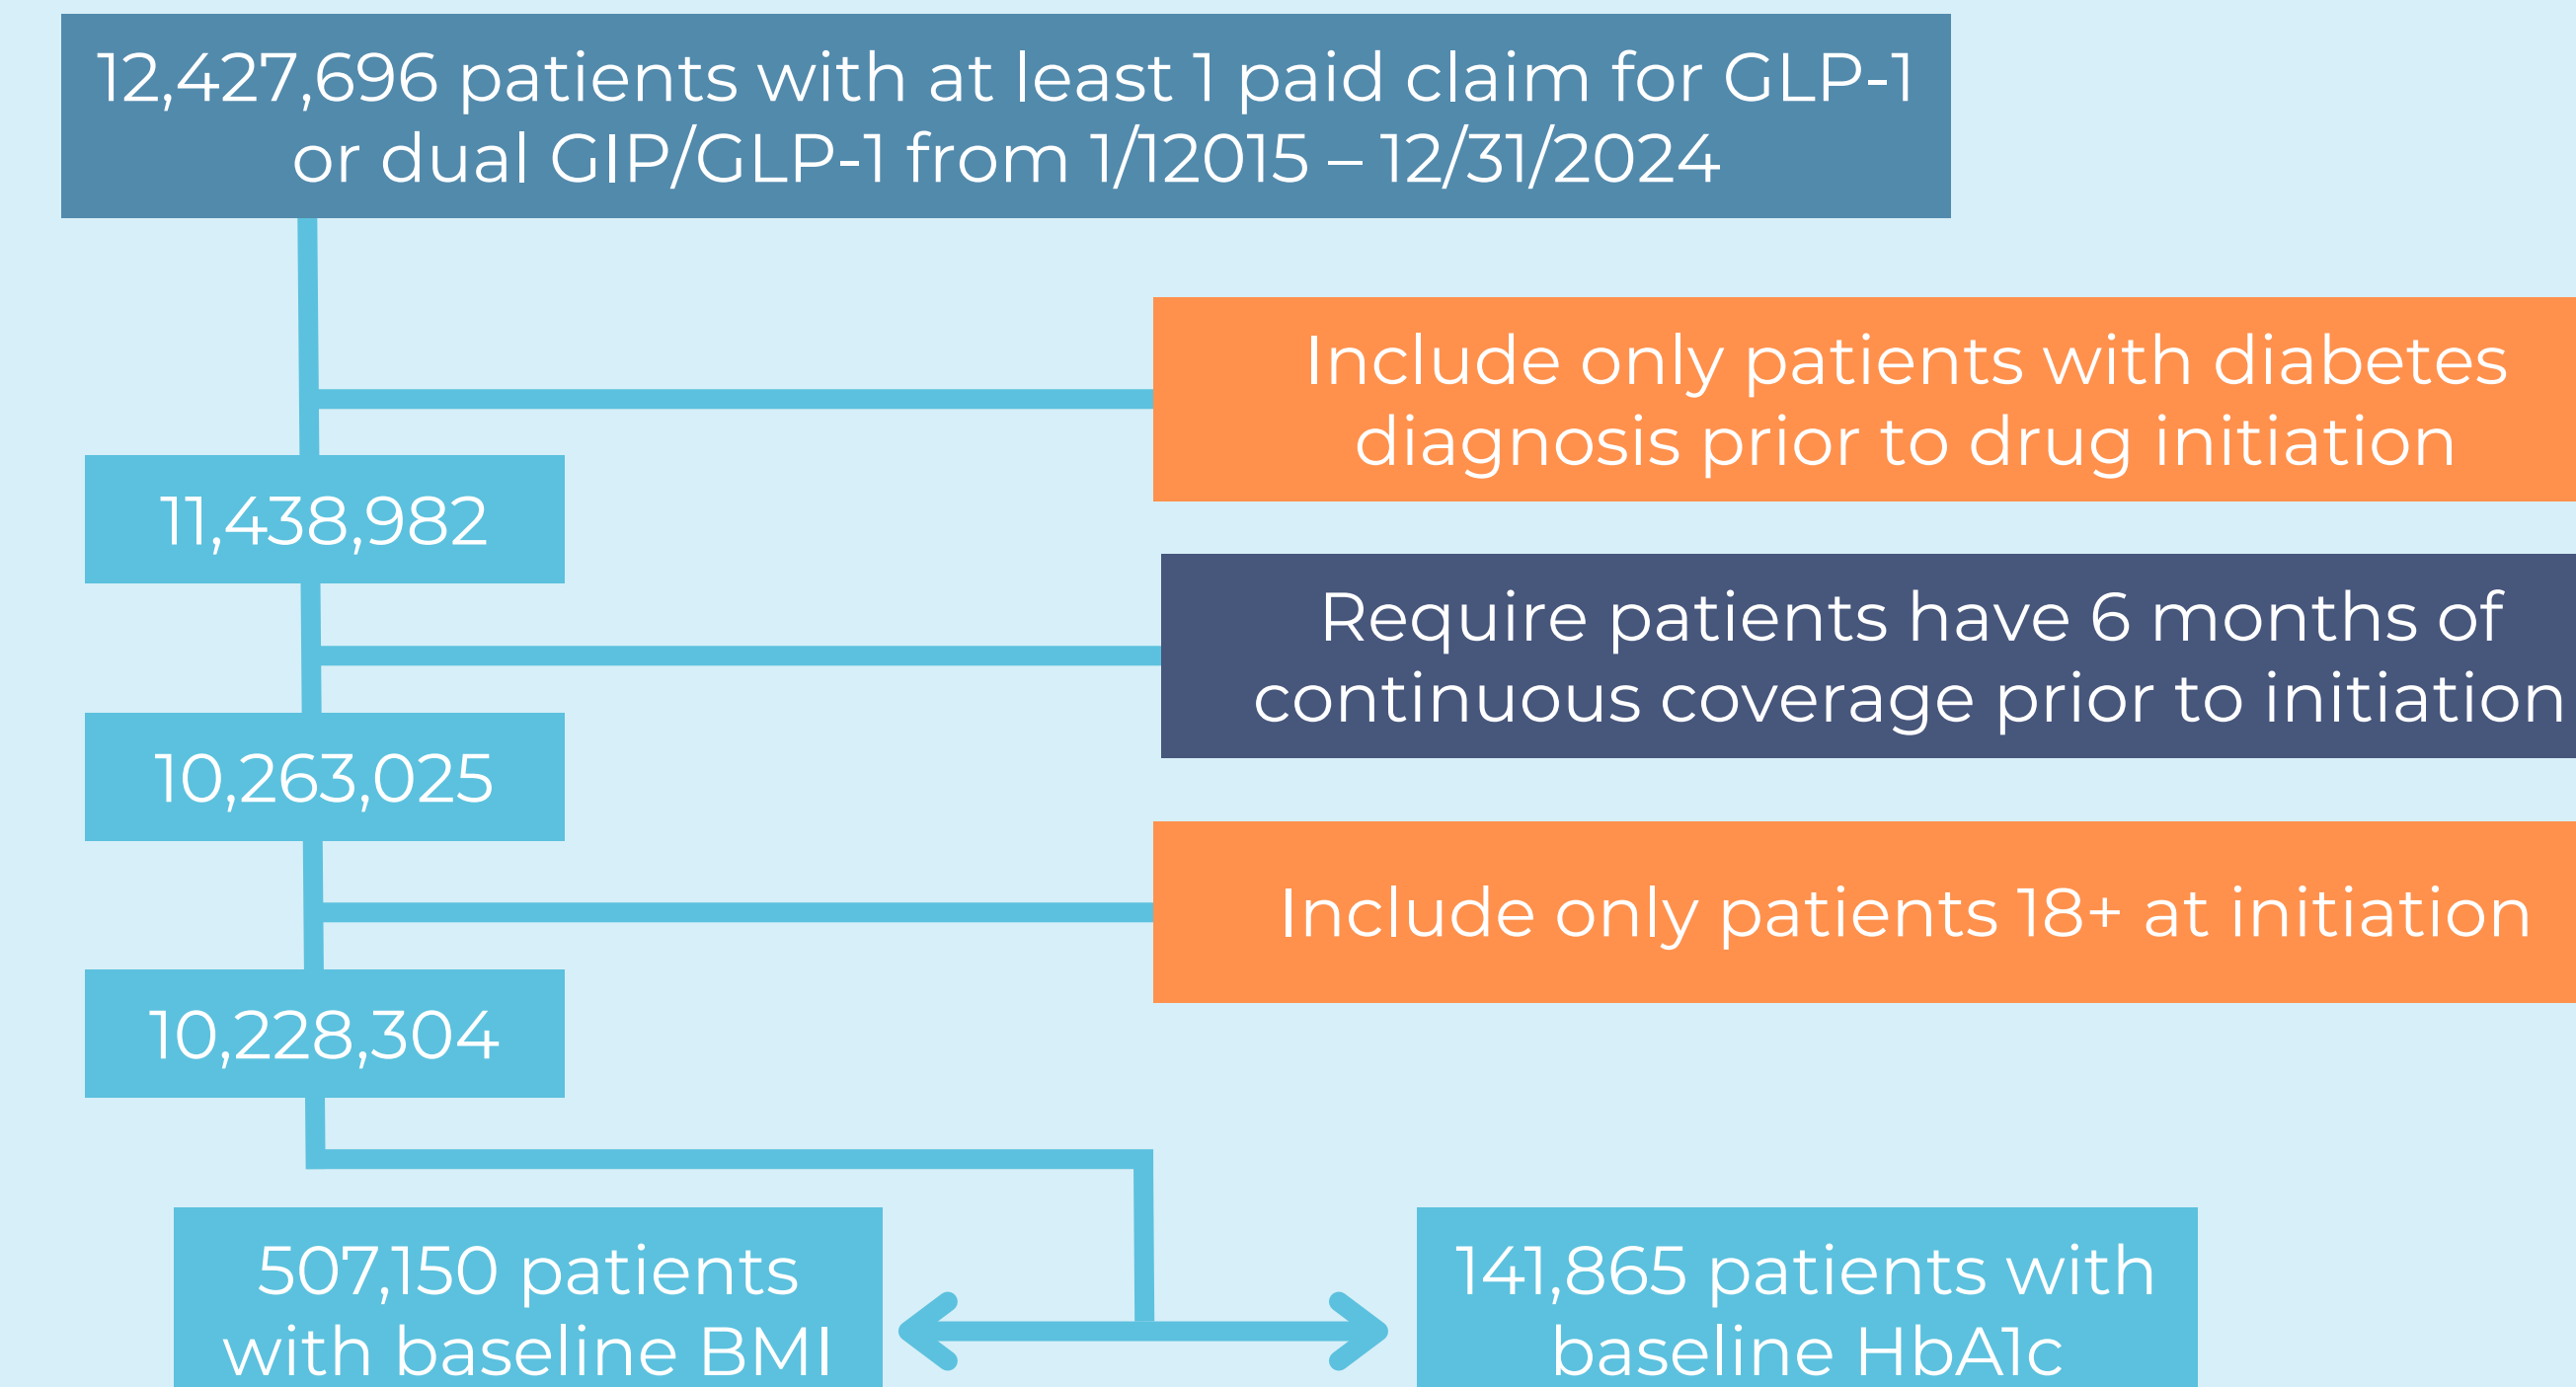 12,427,696 patients with at least 1 paid claim for GLP-1
or dual GIP/GLP-1 from 1/12015 – 12/31/2024
Include only patients with diabetes
diagnosis prior to drug initiation
11,438,982
Require patients have 6 months of
continuous coverage prior to initiation
10,263,025
Include only patients 18+ at initiation
10,228,304
507,150 patients
with baseline BMI
141,865 patients with
baseline HbA1c